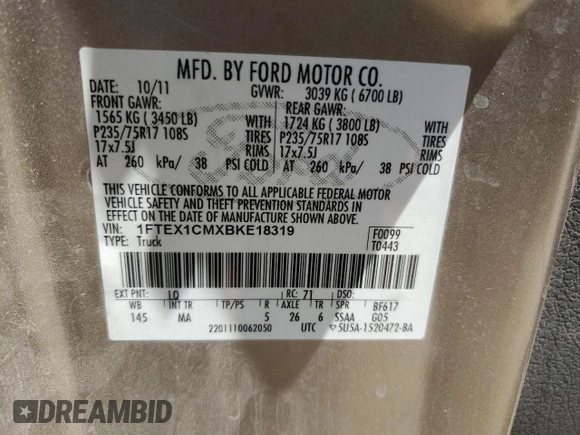 MFD. BY FORD MOTOR CO.
DATE: 10/11 GVWR: 3039 KG ( 6700 LB)
FRONT GAWR: REAR GAWR:
1565 KG ( 3450 LB) WITH 1724 KG ( 3800 LB) WITH
P235/75R17 108S TIRES P235/75R17 108S TIRES
17x7.5J RIMS 17x7.5J RIMS
AT 260 kPa/ 38 PSI COLD AT 260 kPa/ 38 PSI COLD
THIS VEHICLE CONFORMS TO ALL APPLICABLE FEDERAL MOTOR
VEHICLE SAFETY AND THEFT PREVENTION STANDARDS IN
EFFECT ON THE DATE OF MANUFACTURE SHOWN ABOVE.
VIN: 1FTEX1CMXBKE18319 F0099
TYPE: Truck T0443
EXT PNT: LQ RC: 71 DSO:
WB INT TR TP/PS R AXLE TR SPR BF617
145 MA 5 26 6 SSAA G05
2201110062050 UTC 5U5A-1520472-BA
DREAMBID